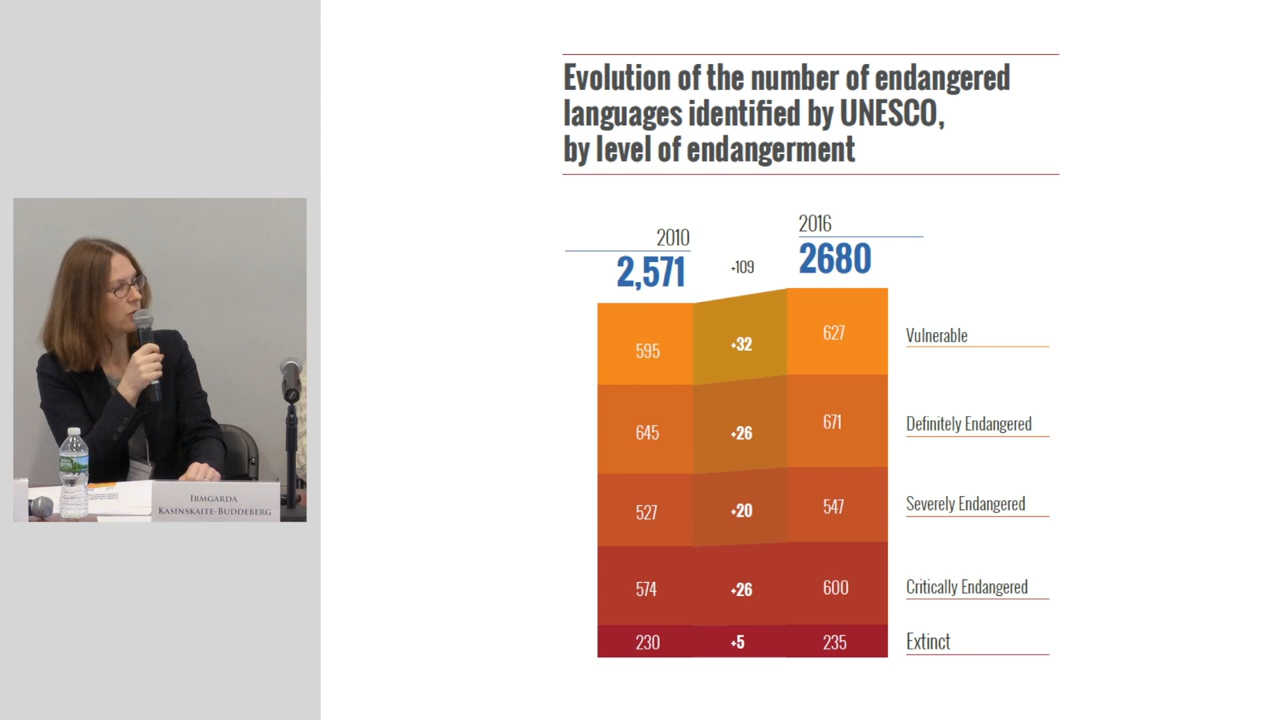 Evolution of the number of endangered
languages identified by UNESCO,
by level of endangerment
2010
2,571
+109
2016
2680
595
+32
627
Vulnerable
645
+26
671
Definitely Endangered
527
+20
547
Severely Endangered
574
+26
600
Critically Endangered
230
+5
235
Extinct
Irmgarda
Kasinskaite-Buddeberg